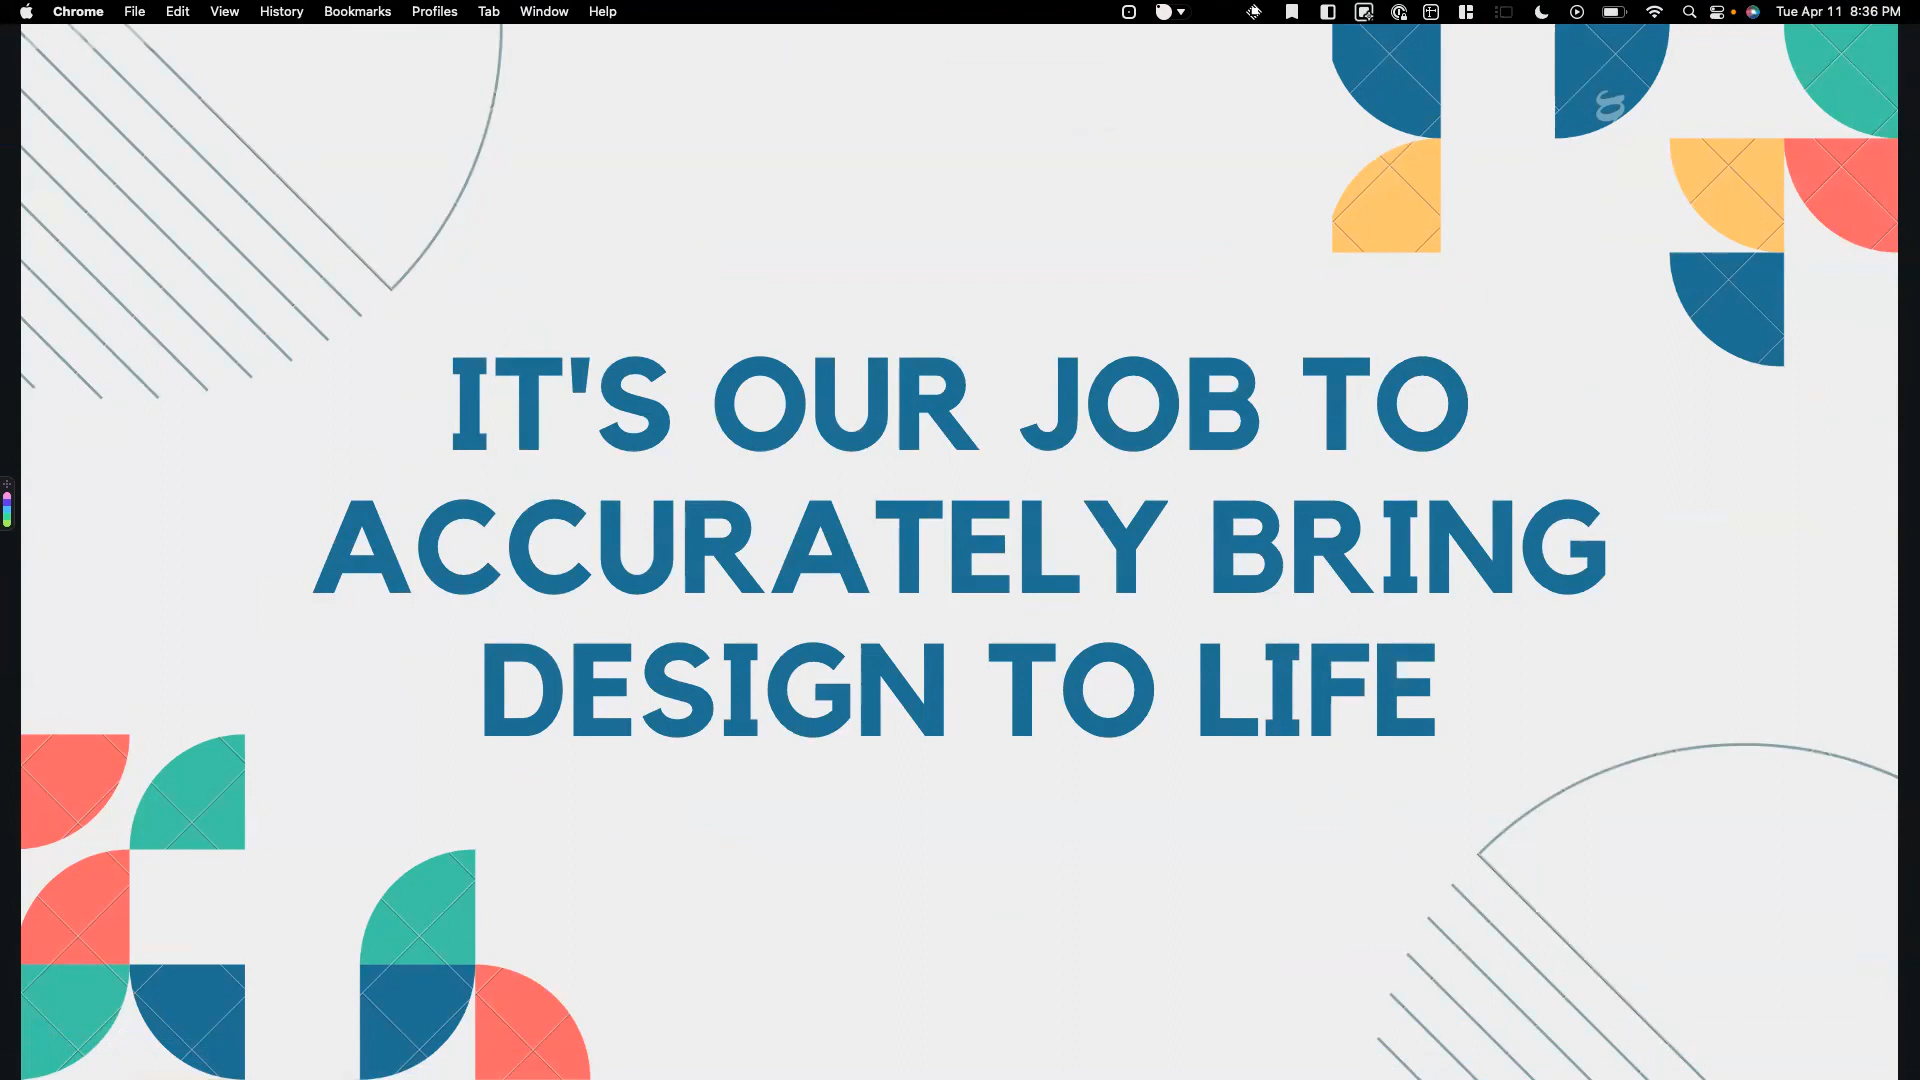 Chrome File Edit View History Bookmarks Profiles Tab Window Help Tue Apr 11 8:36 PM
IT'S OUR JOB TO
ACCURATELY BRING
DESIGN TO LIFE